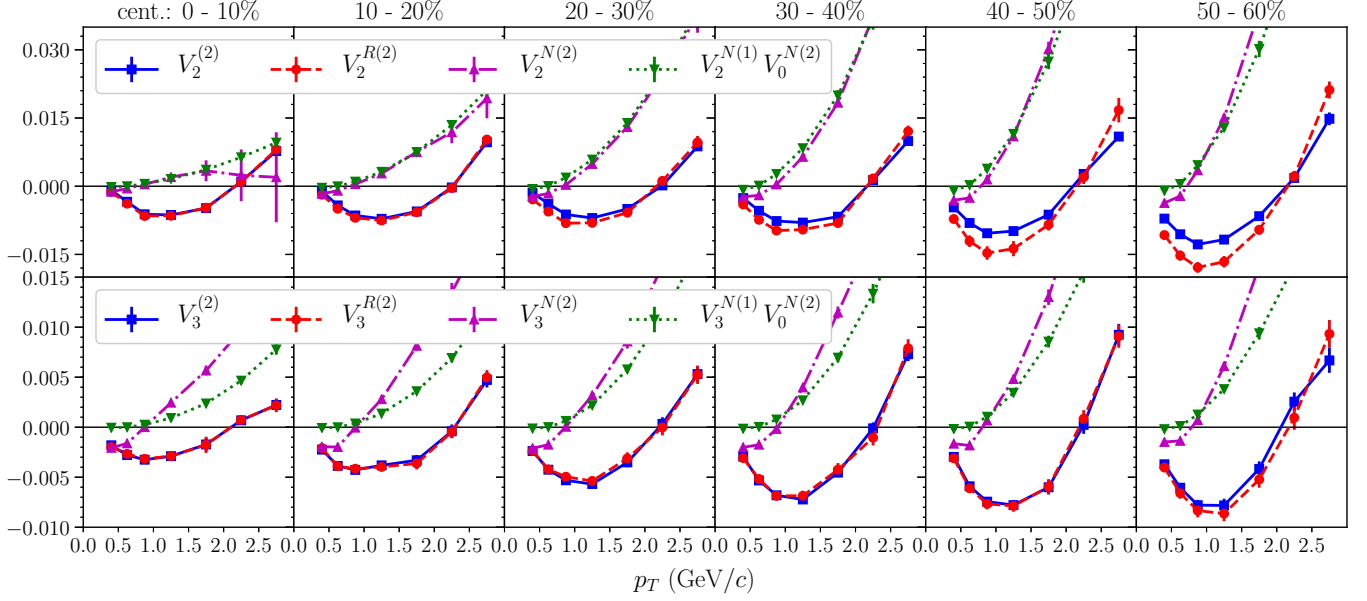 cent.: 0 - 10% 10 - 20% 20 - 30% 30 - 40% 40 - 50% 50 - 60%
0.030
V_2^{(2)} V_2^{R(2)} V_2^{N(2)} V_2^{N(1)} V_0^{N(2)}
0.015
0.000
−0.015
0.015
V_3^{(2)} V_3^{R(2)} V_3^{N(2)} V_3^{N(1)} V_0^{N(2)}
0.010
0.005
0.000
−0.005
−0.010
0.0 0.5 1.0 1.5 2.0 2.5 0.0 0.5 1.0 1.5 2.0 2.5 0.0 0.5 1.0 1.5 2.0 2.5 0.0 0.5 1.0 1.5 2.0 2.5 0.0 0.5 1.0 1.5 2.0 2.5 0.0 0.5 1.0 1.5 2.0 2.5
p_T (GeV/c)